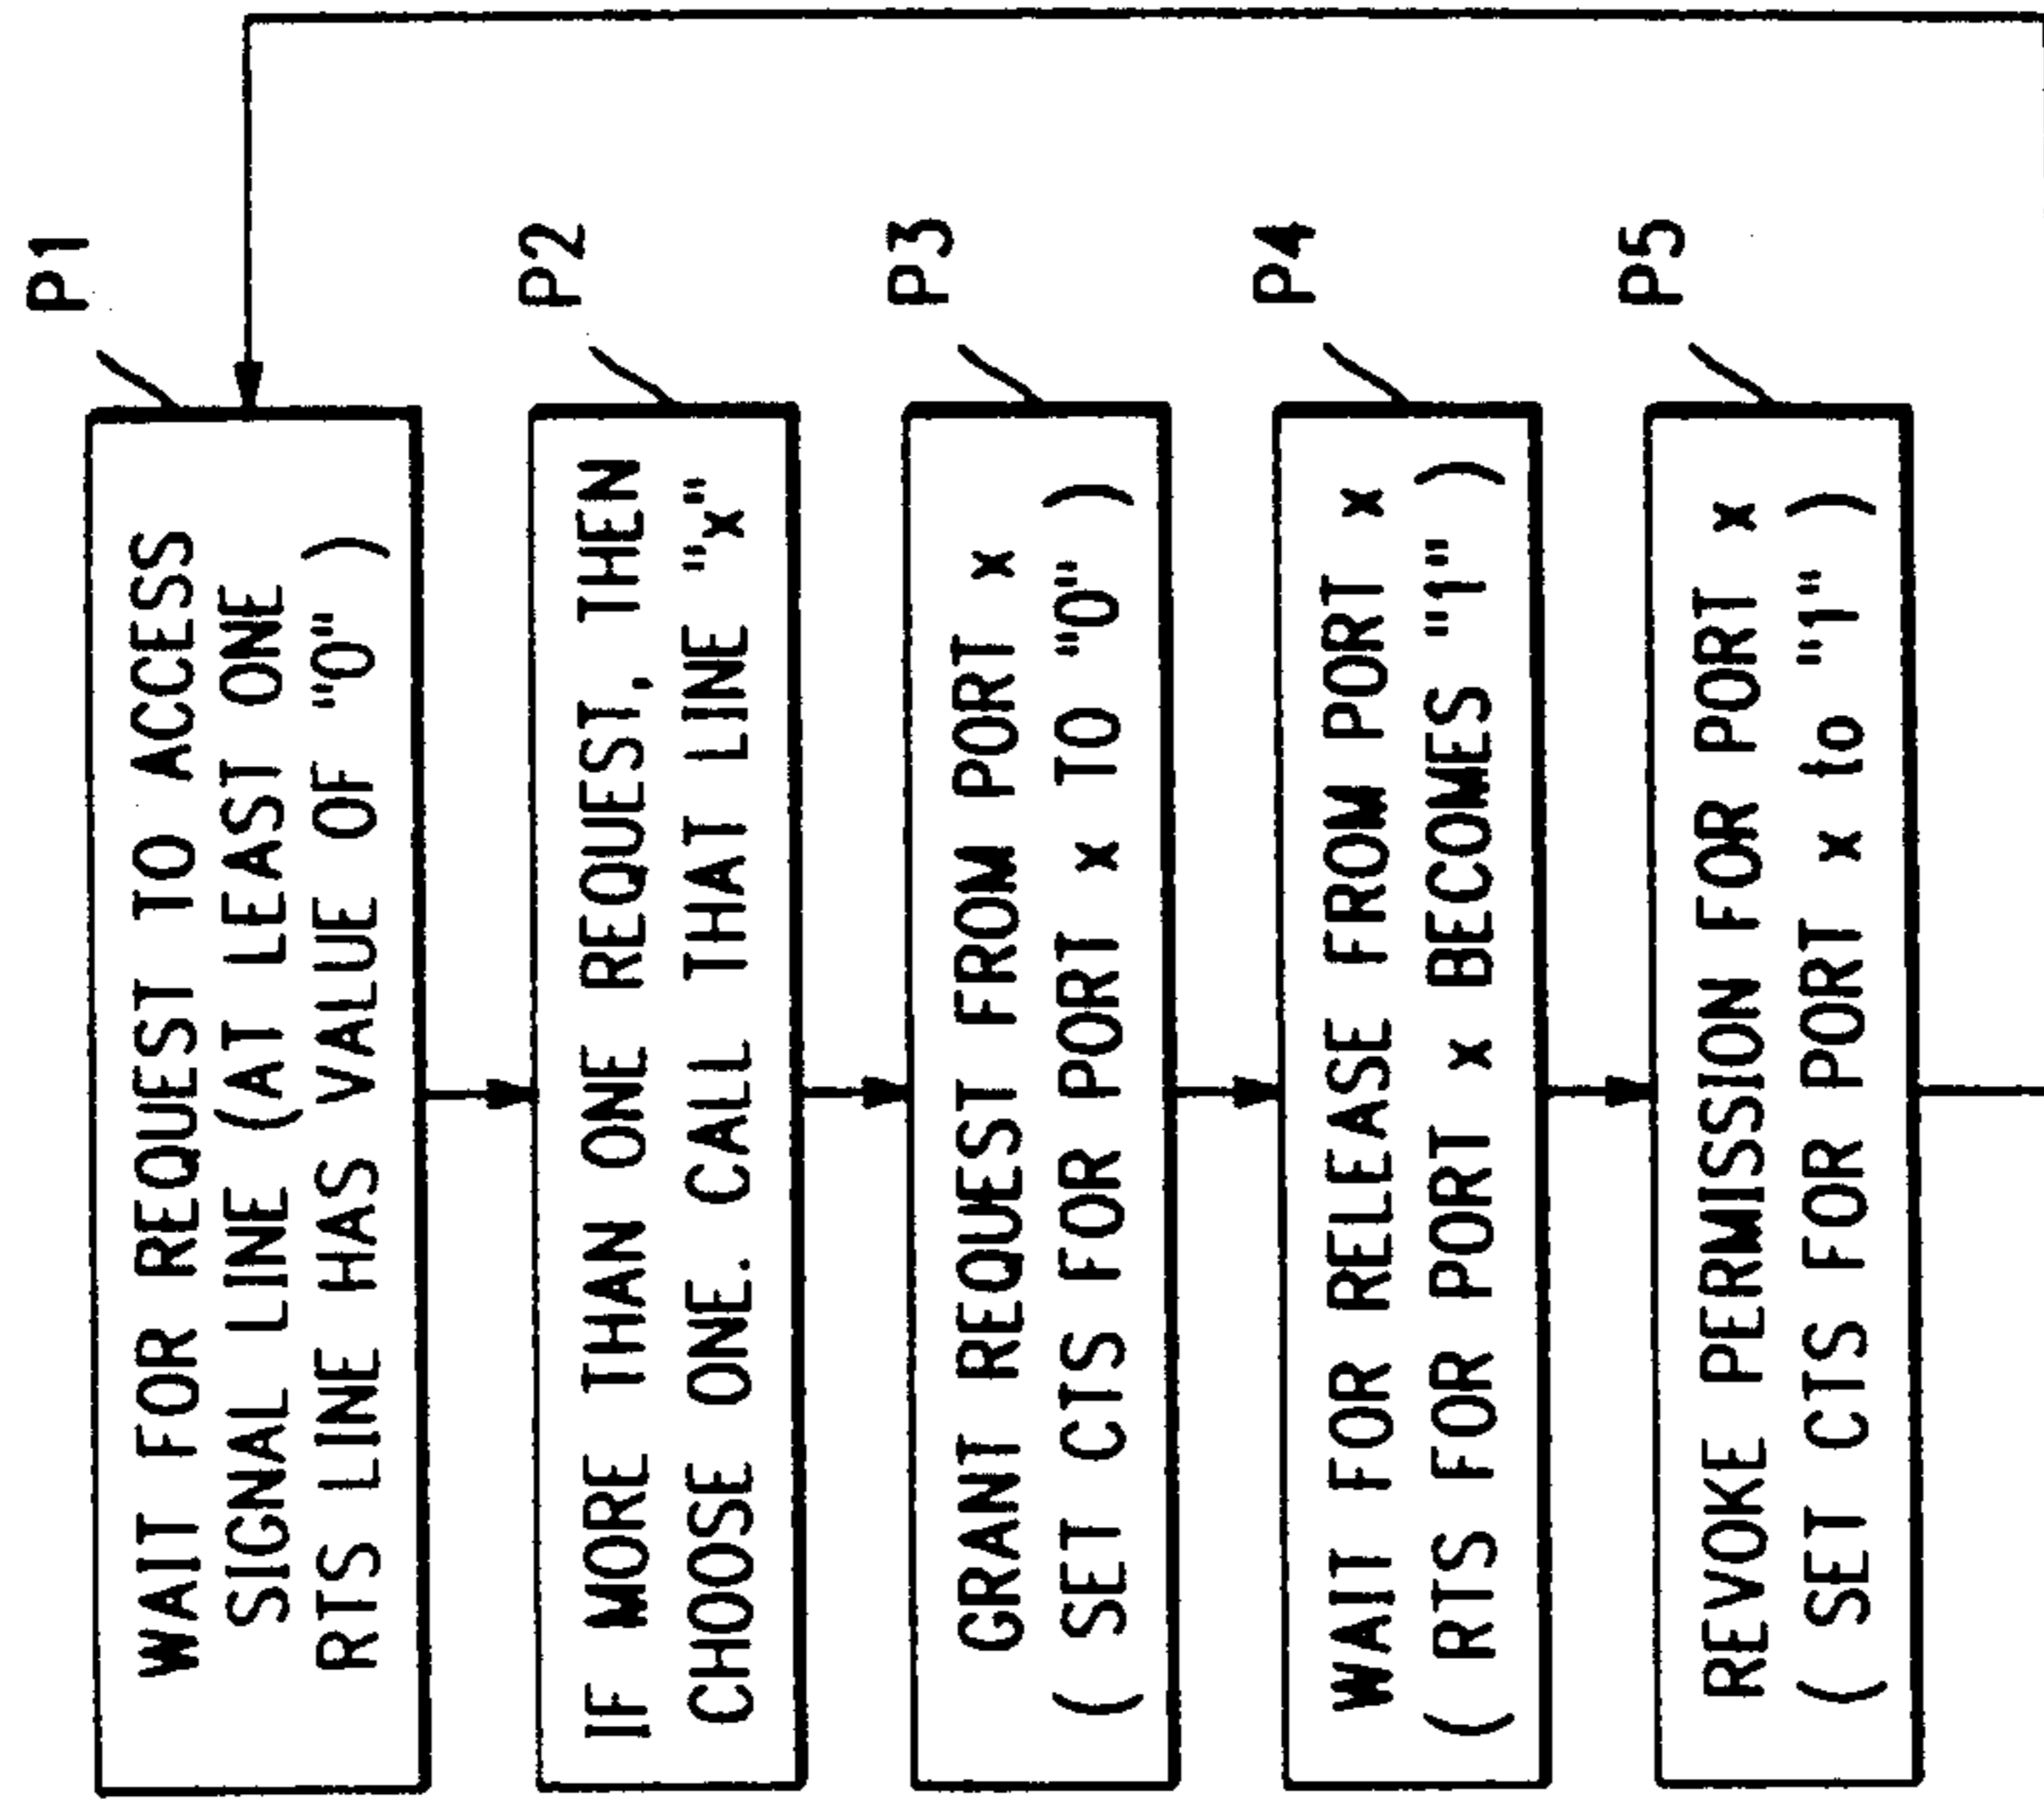 P1
WAIT FOR REQUEST TO ACCESS
SIGNAL LINE (AT LEAST ONE
RTS LINE HAS VALUE OF "0" )
P2
IF MORE THAN ONE REQUEST, THEN
CHOOSE ONE. CALL THAT LINE "x"
P3
GRANT REQUEST FROM PORT x
( SET CTS FOR PORT x TO "0" )
P4
WAIT FOR RELEASE FROM PORT x
( RTS FOR PORT x BECOMES "1" )
P5
REVOKE PERMISSION FOR PORT x
( SET CTS FOR PORT x to "1" )